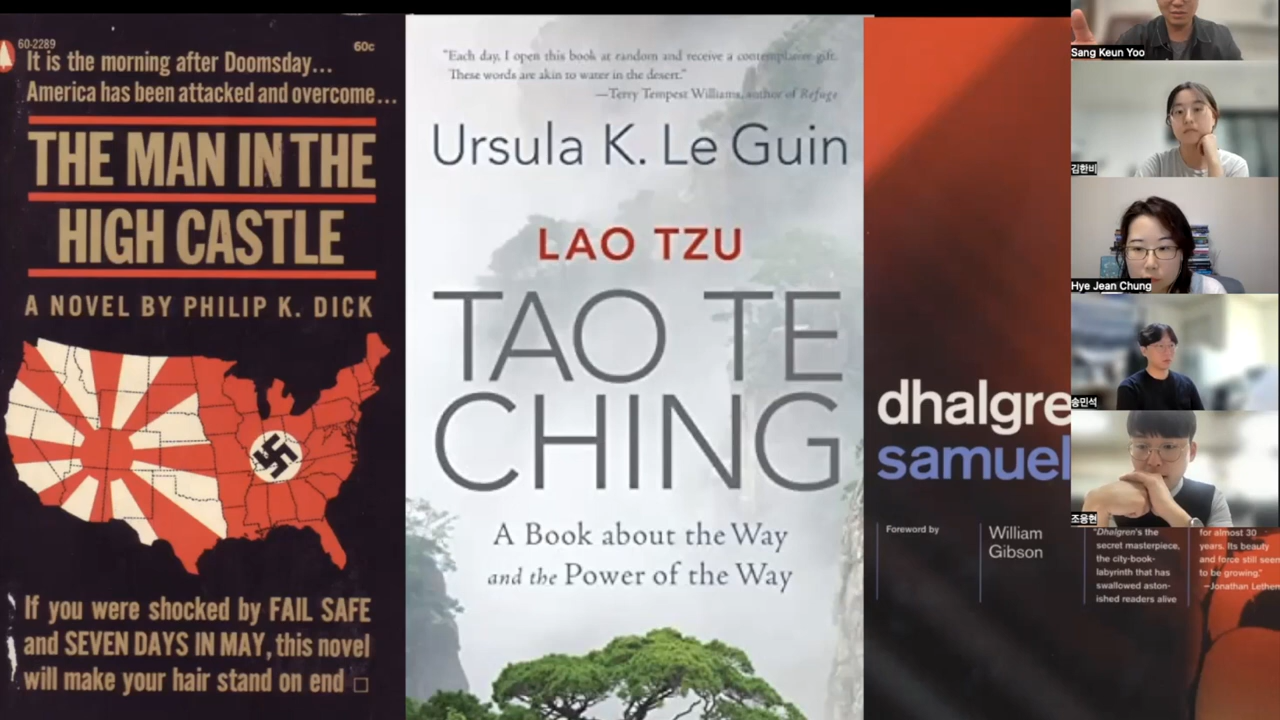 60-2289
60c
It is the morning after Doomsday...
America has been attacked and overcome...
THE MAN IN THE
HIGH CASTLE
A NOVEL BY PHILIP K. DICK
If you were shocked by FAIL SAFE
and SEVEN DAYS IN MAY, this novel
will make your hair stand on end
"Each day, I open this book at random and receive a contemplative gift.
These words are akin to water in the desert."
—Terry Tempest Williams, author of Refuge
Ursula K. Le Guin
LAO TZU
TAO TE
CHING
A Book about the Way
and the Power of the Way
dhalgre
samuel
Foreword by
William
Gibson
"Dhalgren's the
secret masterpiece,
the city-book-
labyrinth that has
swallowed aston-
ished readers alive
for almost 30
years. Its beauty
and force still seem
to be growing."
—Jonathan Lethem
Sang Keun Yoo
김한비
Hye Jean Chung
송민석
조용현